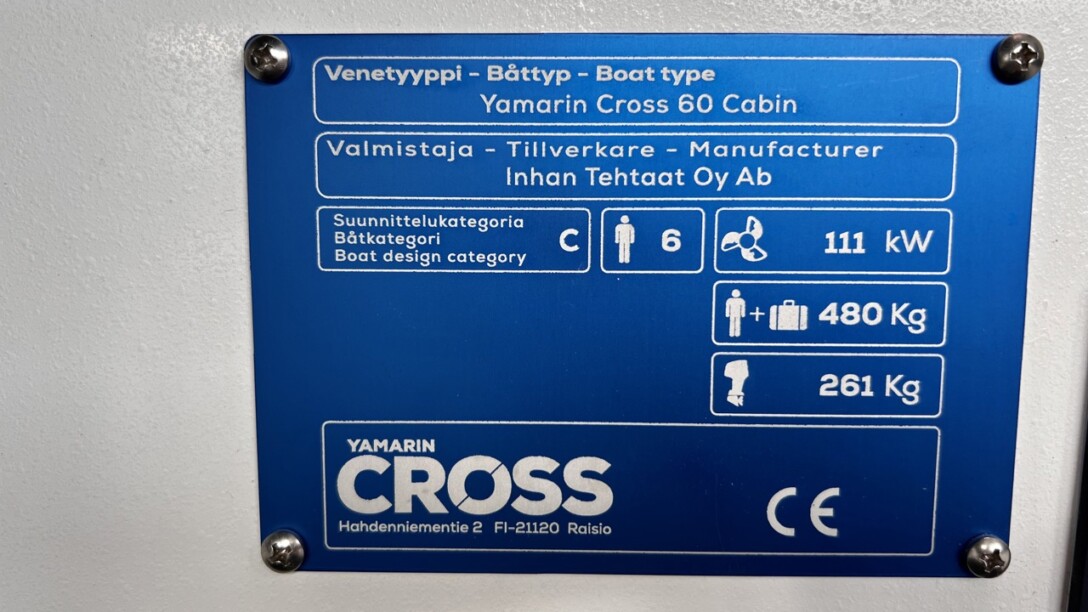 Venetyyppi - Båttyp - Boat type
Yamarin Cross 60 Cabin
Valmistaja - Tillverkare - Manufacturer
Inhan Tehtaat Oy Ab
Suunnittelukategoria
Båtkategori
Boat design category
C
6
111 kW
+ 480 Kg
261 Kg
YAMARIN
CROSS
Hahdenniementie 2 FI-21120 Raisio
CE